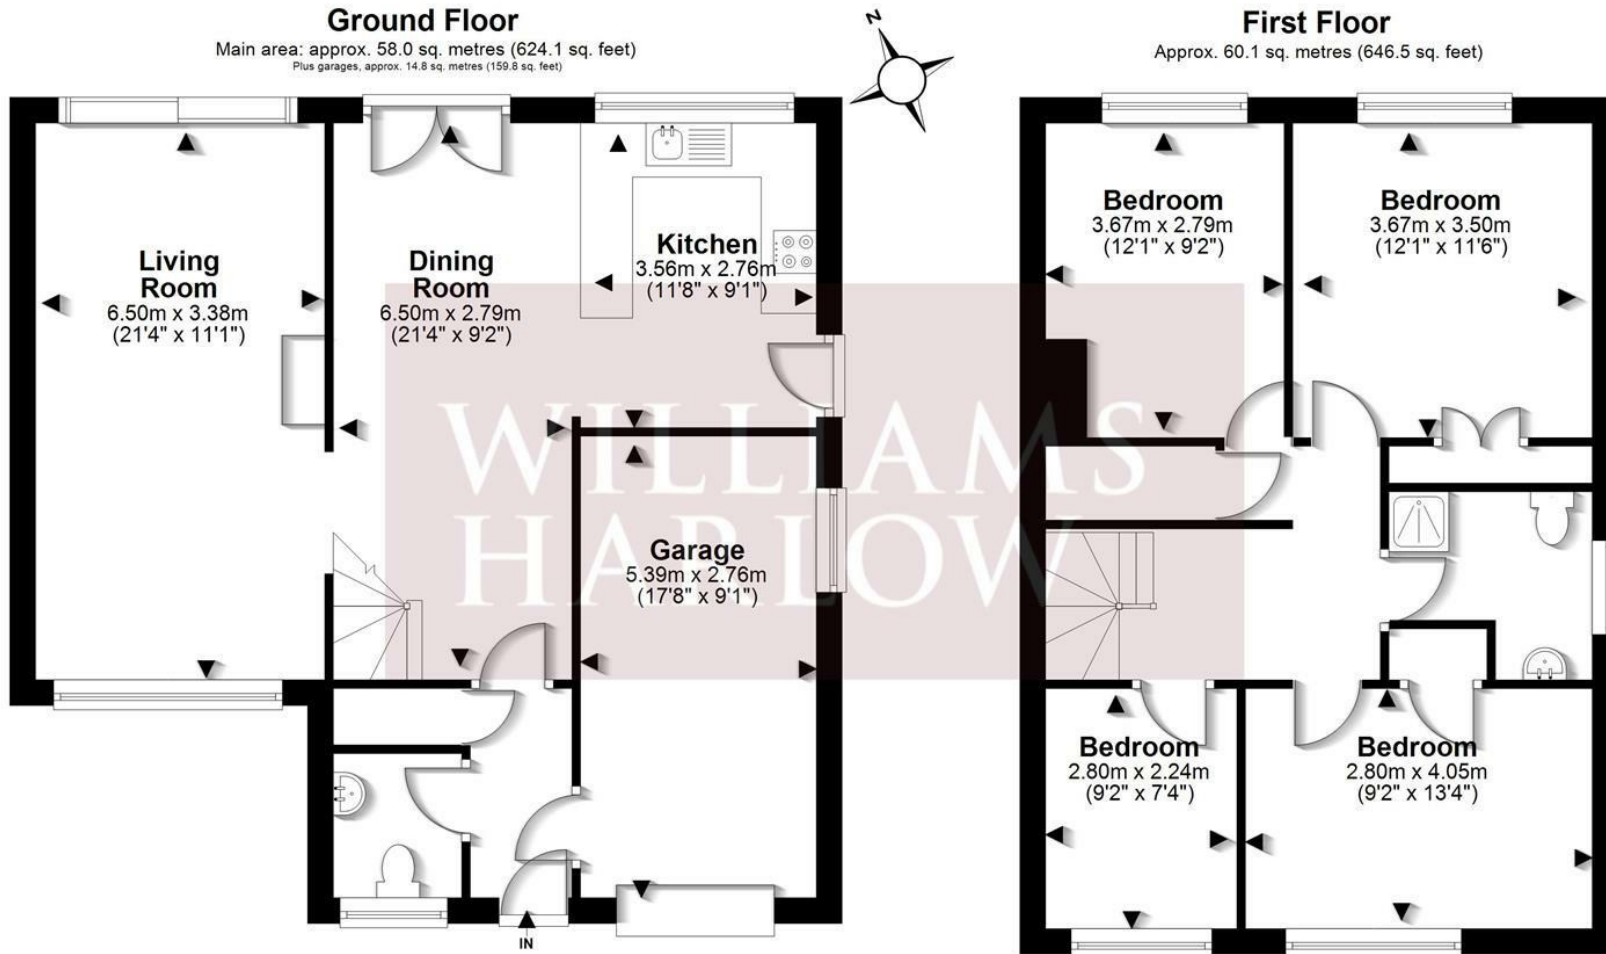 Ground Floor
Main area: approx. 58.0 sq. metres (624.1 sq. feet)
Plus garages, approx. 14.8 sq. metres (159.8 sq. feet)
N
First Floor
Approx. 60.1 sq. metres (646.5 sq. feet)
Living
Room
6.50m x 3.38m
(21'4" x 11'1")
Dining
Room
6.50m x 2.79m
(21'4" x 9'2")
Kitchen
3.56m x 2.76m
(11'8" x 9'1")
Garage
5.39m x 2.76m
(17'8" x 9'1")
IN
Bedroom
3.67m x 2.79m
(12'1" x 9'2")
Bedroom
3.67m x 3.50m
(12'1" x 11'6")
Bedroom
2.80m x 2.24m
(9'2" x 7'4")
Bedroom
2.80m x 4.05m
(9'2" x 13'4")
WILLIAMS
HARLOW